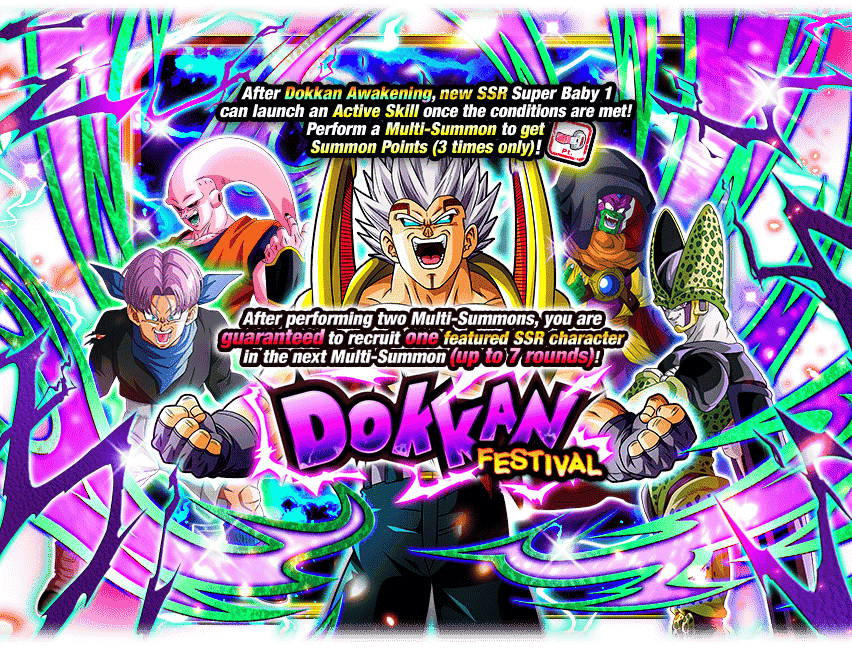 After Dokkan Awakening, new SSR Super Baby 1
can launch an Active Skill once the conditions are met!
Perform a Multi-Summon to get
Summon Points (3 times only)!
P.L.
After performing two Multi-Summons, you are
guaranteed to recruit one featured SSR character
in the next Multi-Summon (up to 7 rounds)!
DOKKAN
FESTIVAL